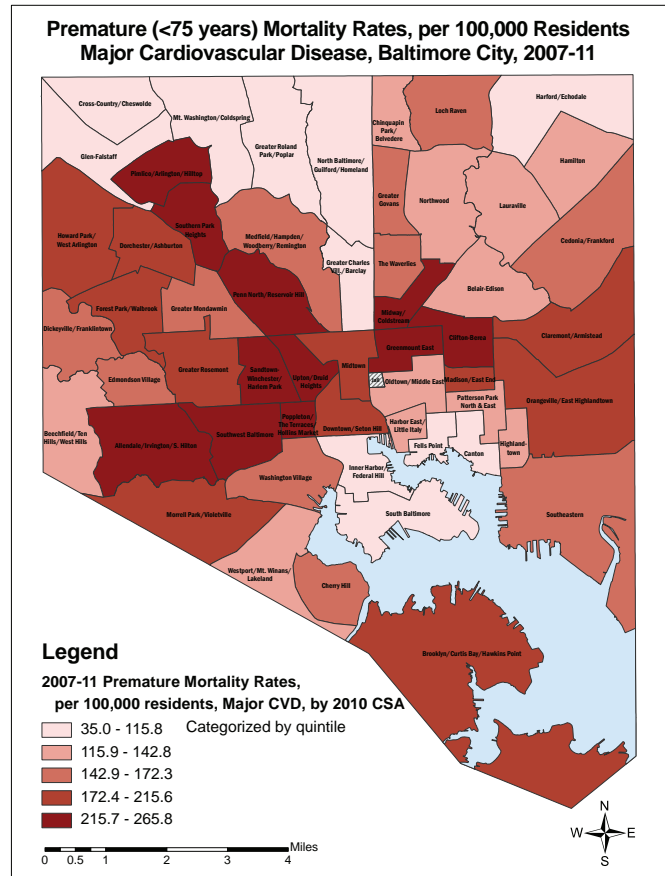 Premature (<75 years) Mortality Rates, per 100,000 Residents
Major Cardiovascular Disease, Baltimore City, 2007-11
Cross-Country/Cheswolde
Mt. Washington/Coldspring
Harford/Echodale
Loch Raven
Chinquapin
Park/
Belvedere
Glen-Falstaff
Greater Roland
Park/Poplar
North Baltimore/
Guilford/Homeland
Hamilton
Pimlico/Arlington/Hilltop
Greater
Govans
Northwood
Lauraville
Southern Park
Heights
Howard Park/
West Arlington
Dorchester/Ashburton
Medfield/Hampden/
Woodberry/Remington
Cedonia/Frankford
Greater Charles
Vill./Barclay
The Waverlies
Belair-Edison
Penn North/Reservoir Hill
Forest Park/Walbrook
Greater Mondawmin
Midway/
Coldstream
Dickeyville/Franklintown
Clifton-Berea
Claremont/Armistead
Greenmount East
Greater Rosemont
Sandtown-
Winchester/
Harlem Park
Upton/Druid
Heights
Midtown
Jail
Oldtown/Middle East
Madison/East End
Edmondson Village
Patterson Park
North & East
Orangeville/East Highlandtown
Beechfield/Ten
Hills/West Hills
Allendale/Irvington/S. Hilton
Southwest Baltimore
Poppleton/
The Terraces/
Hollins Market
Downtown/Seton Hill
Harbor East/
Little Italy
Fells Point
Canton
Highland-
town
Inner Harbor/
Federal Hill
Washington Village
South Baltimore
Southeastern
Morrell Park/Violetville
Westport/Mt. Winans/
Lakeland
Cherry Hill
Brooklyn/Curtis Bay/Hawkins Point
Legend
2007-11 Premature Mortality Rates,
per 100,000 residents, Major CVD, by 2010 CSA
35.0 - 115.8 Categorized by quintile
115.9 - 142.8
142.9 - 172.3
172.4 - 215.6
215.7 - 265.8
Miles
0 0.5 1 2 3 4
N
W E
S